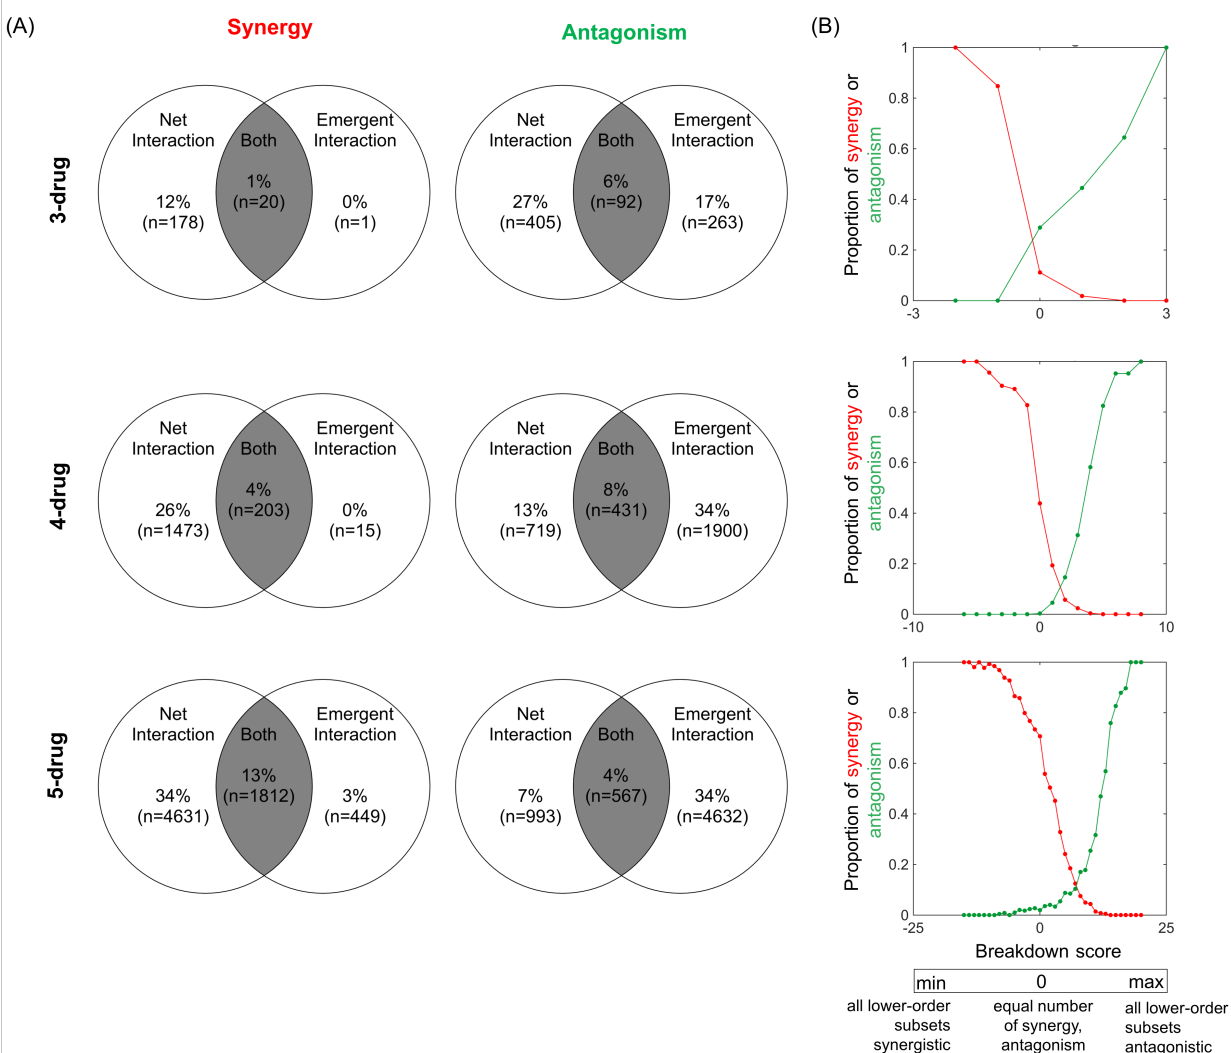 (A)
Synergy
Antagonism
3-drug
Net
Interaction
Both
Emergent
Interaction
12%
(n=178)
1%
(n=20)
0%
(n=1)
Net
Interaction
Both
Emergent
Interaction
27%
(n=405)
6%
(n=92)
17%
(n=263)
4-drug
Net
Interaction
Both
Emergent
Interaction
26%
(n=1473)
4%
(n=203)
0%
(n=15)
Net
Interaction
Both
Emergent
Interaction
13%
(n=719)
8%
(n=431)
34%
(n=1900)
5-drug
Net
Interaction
Both
Emergent
Interaction
34%
(n=4631)
13%
(n=1812)
3%
(n=449)
Net
Interaction
Both
Emergent
Interaction
7%
(n=993)
4%
(n=567)
34%
(n=4632)
(B)
Proportion of synergy or
antagonism
1
0.8
0.6
0.4
0.2
0
-3
0
3
Proportion of synergy or
antagonism
1
0.8
0.6
0.4
0.2
0
-10
0
10
Proportion of synergy or
antagonism
1
0.8
0.6
0.4
0.2
0
-25
0
25
Breakdown score
min
0
max
all lower-order
subsets
synergistic
equal number
of synergy,
antagonism
all lower-order
subsets
antagonistic